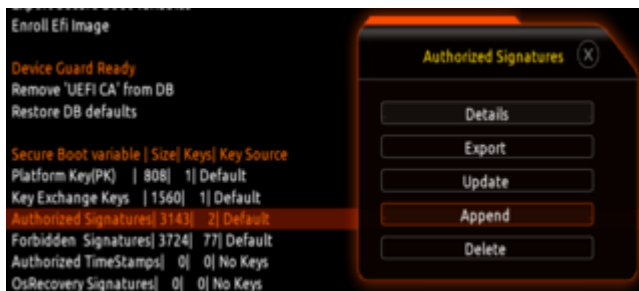 Enroll Efi Image
Device Guard Ready
Remove 'UEFI CA' from DB
Restore DB defaults
Secure Boot variable | Size| Keys| Key Source
Platform Key(PK) | 808| 1| Default
Key Exchange Keys | 1560| 1| Default
Authorized Signatures| 3143| 2| Default
Forbidden Signatures| 3724| 77| Default
Authorized TimeStamps| 0| 0| No Keys
OsRecovery Signatures| 0| 0| No Keys
Authorized Signatures X
Details
Export
Update
Append
Delete